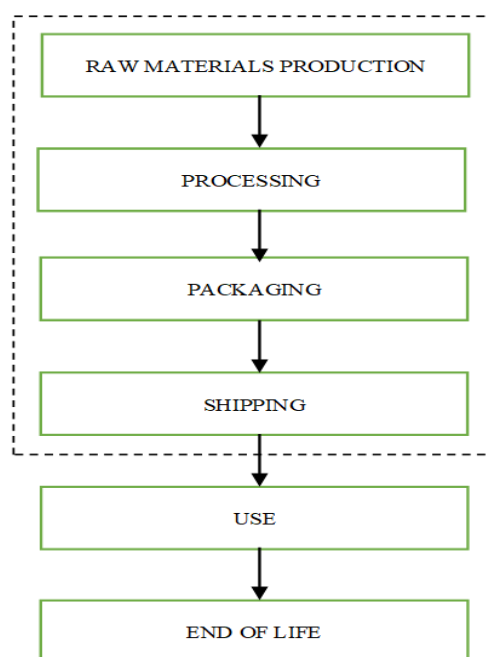 RAW MATERIALS PRODUCTION
PROCESSING
PACKAGING
SHIPPING
USE
END OF LIFE